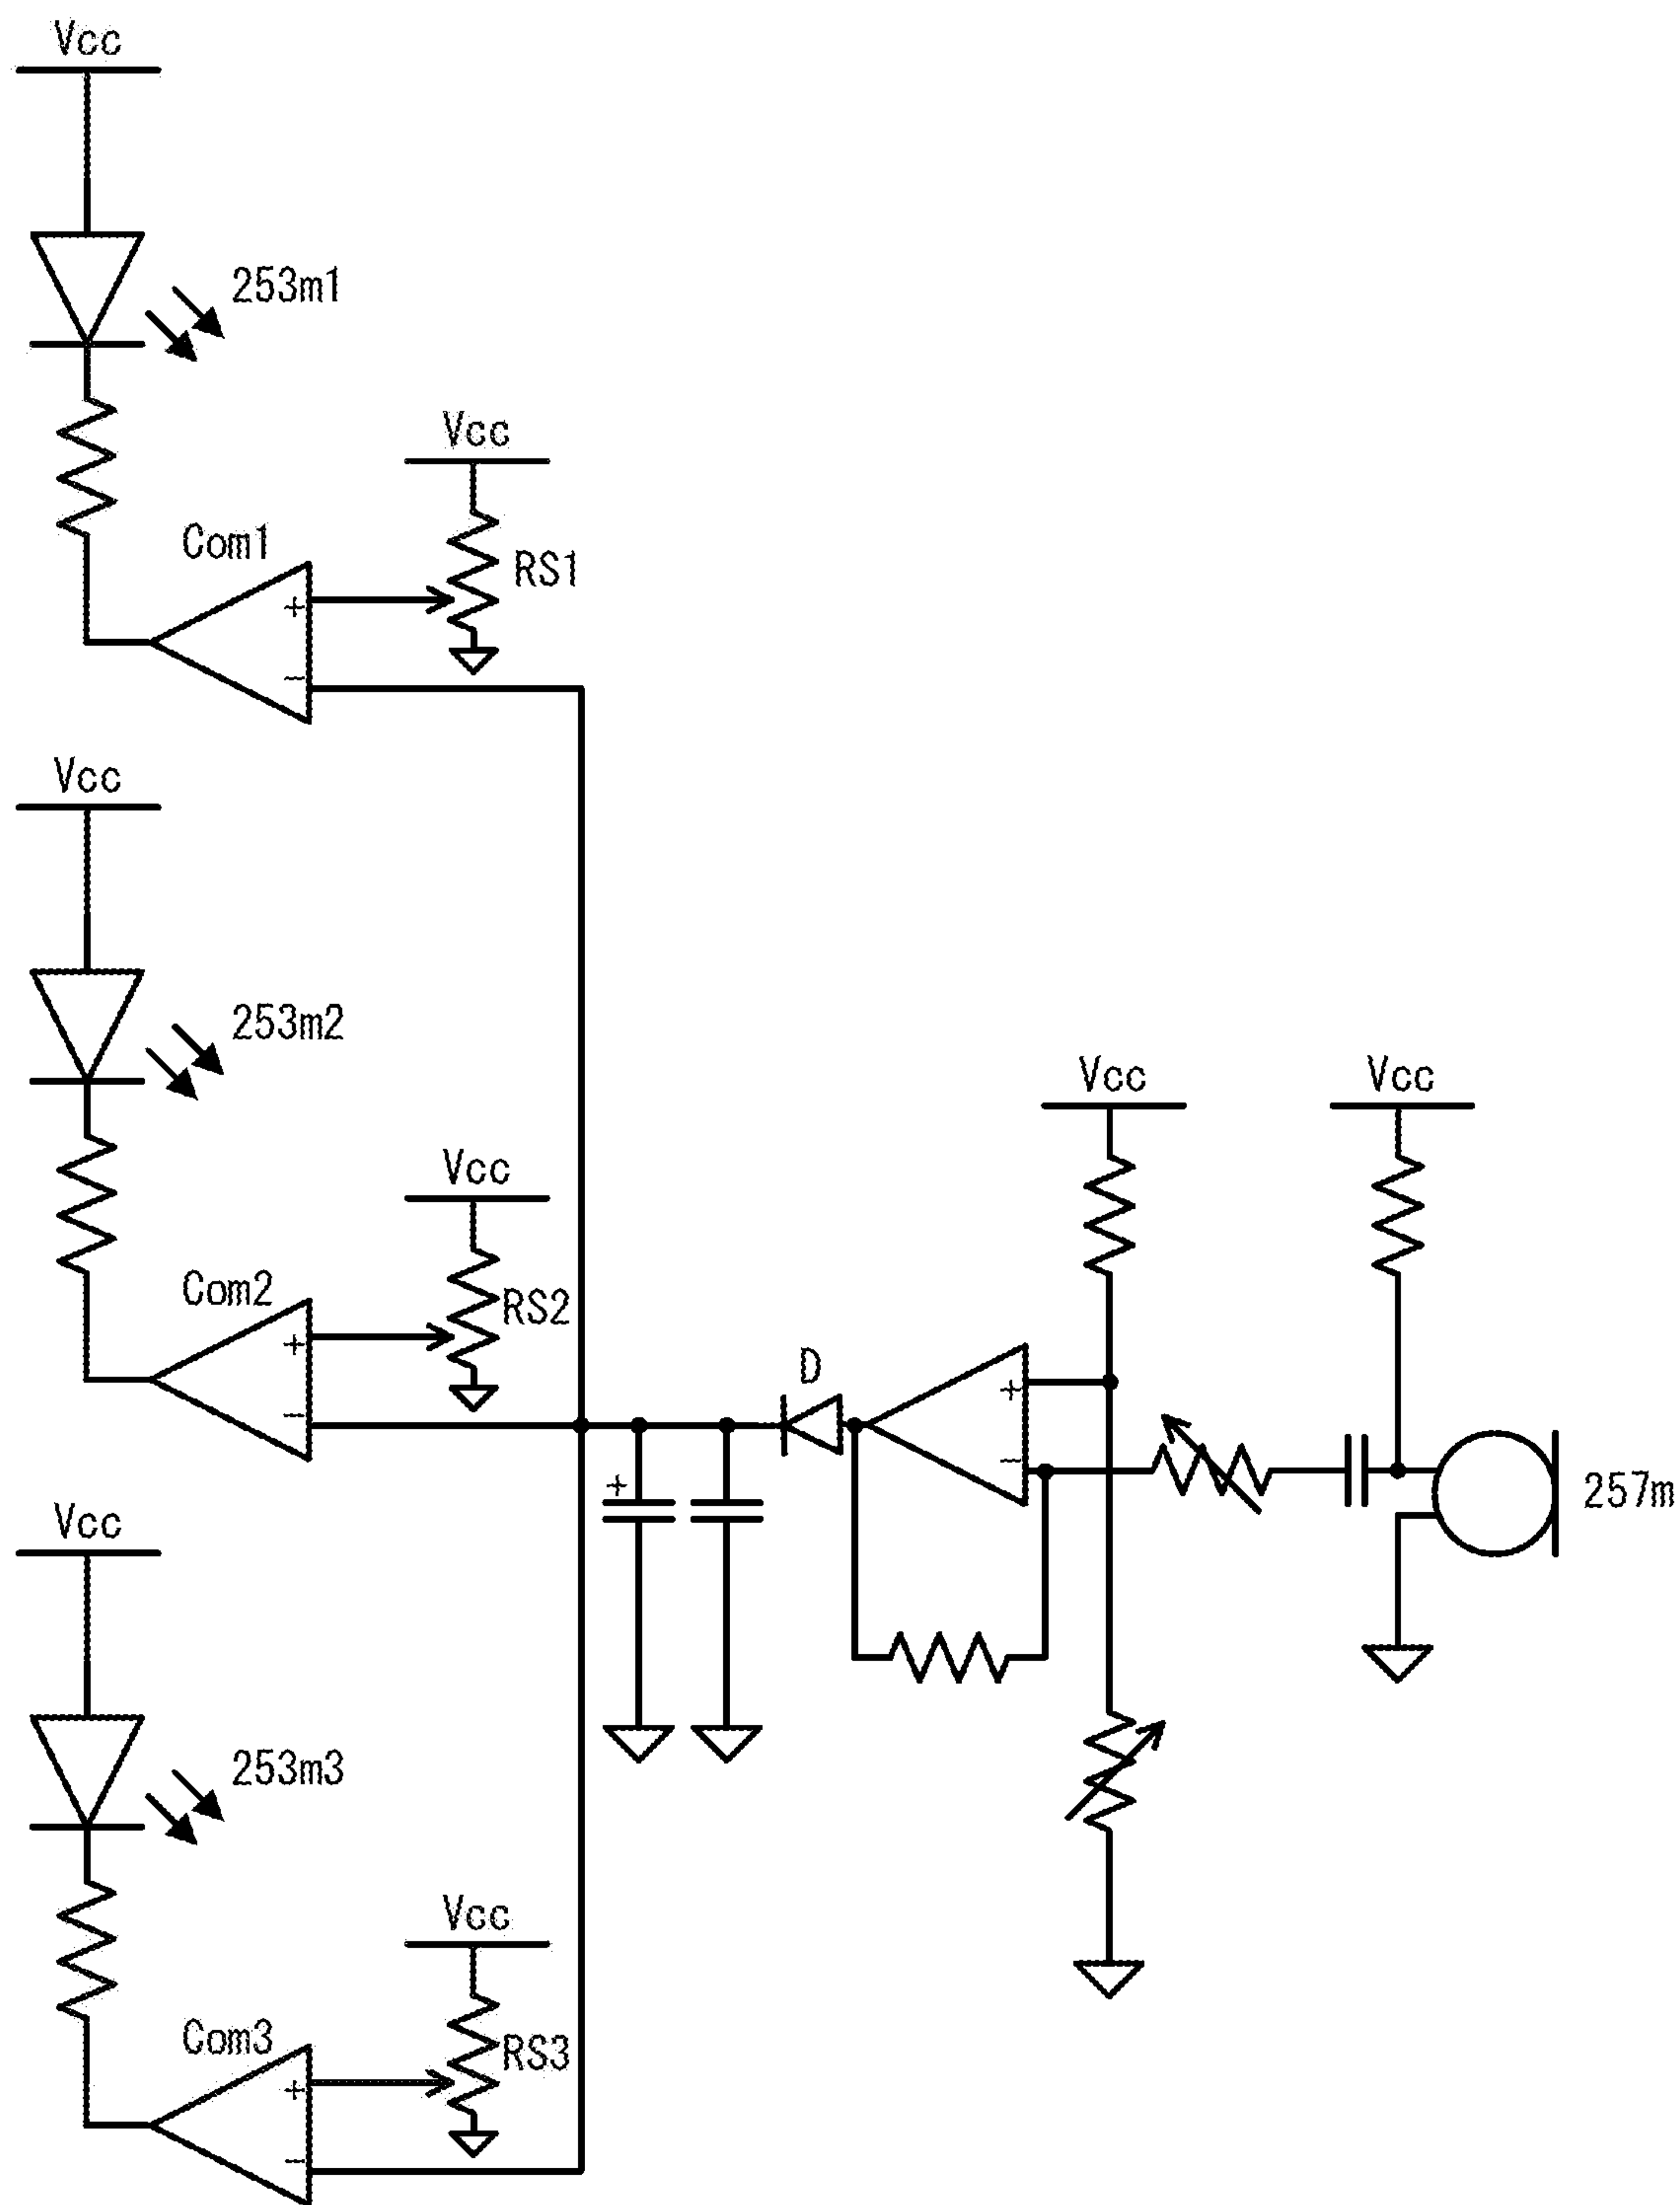 Vcc
253m1
Vcc
Com1
RS1
+
−
Vcc
253m2
Vcc
Vcc
Vcc
Com2
RS2
+
−
D
+
−
+
257m
Vcc
253m3
Vcc
Com3
RS3
+
−